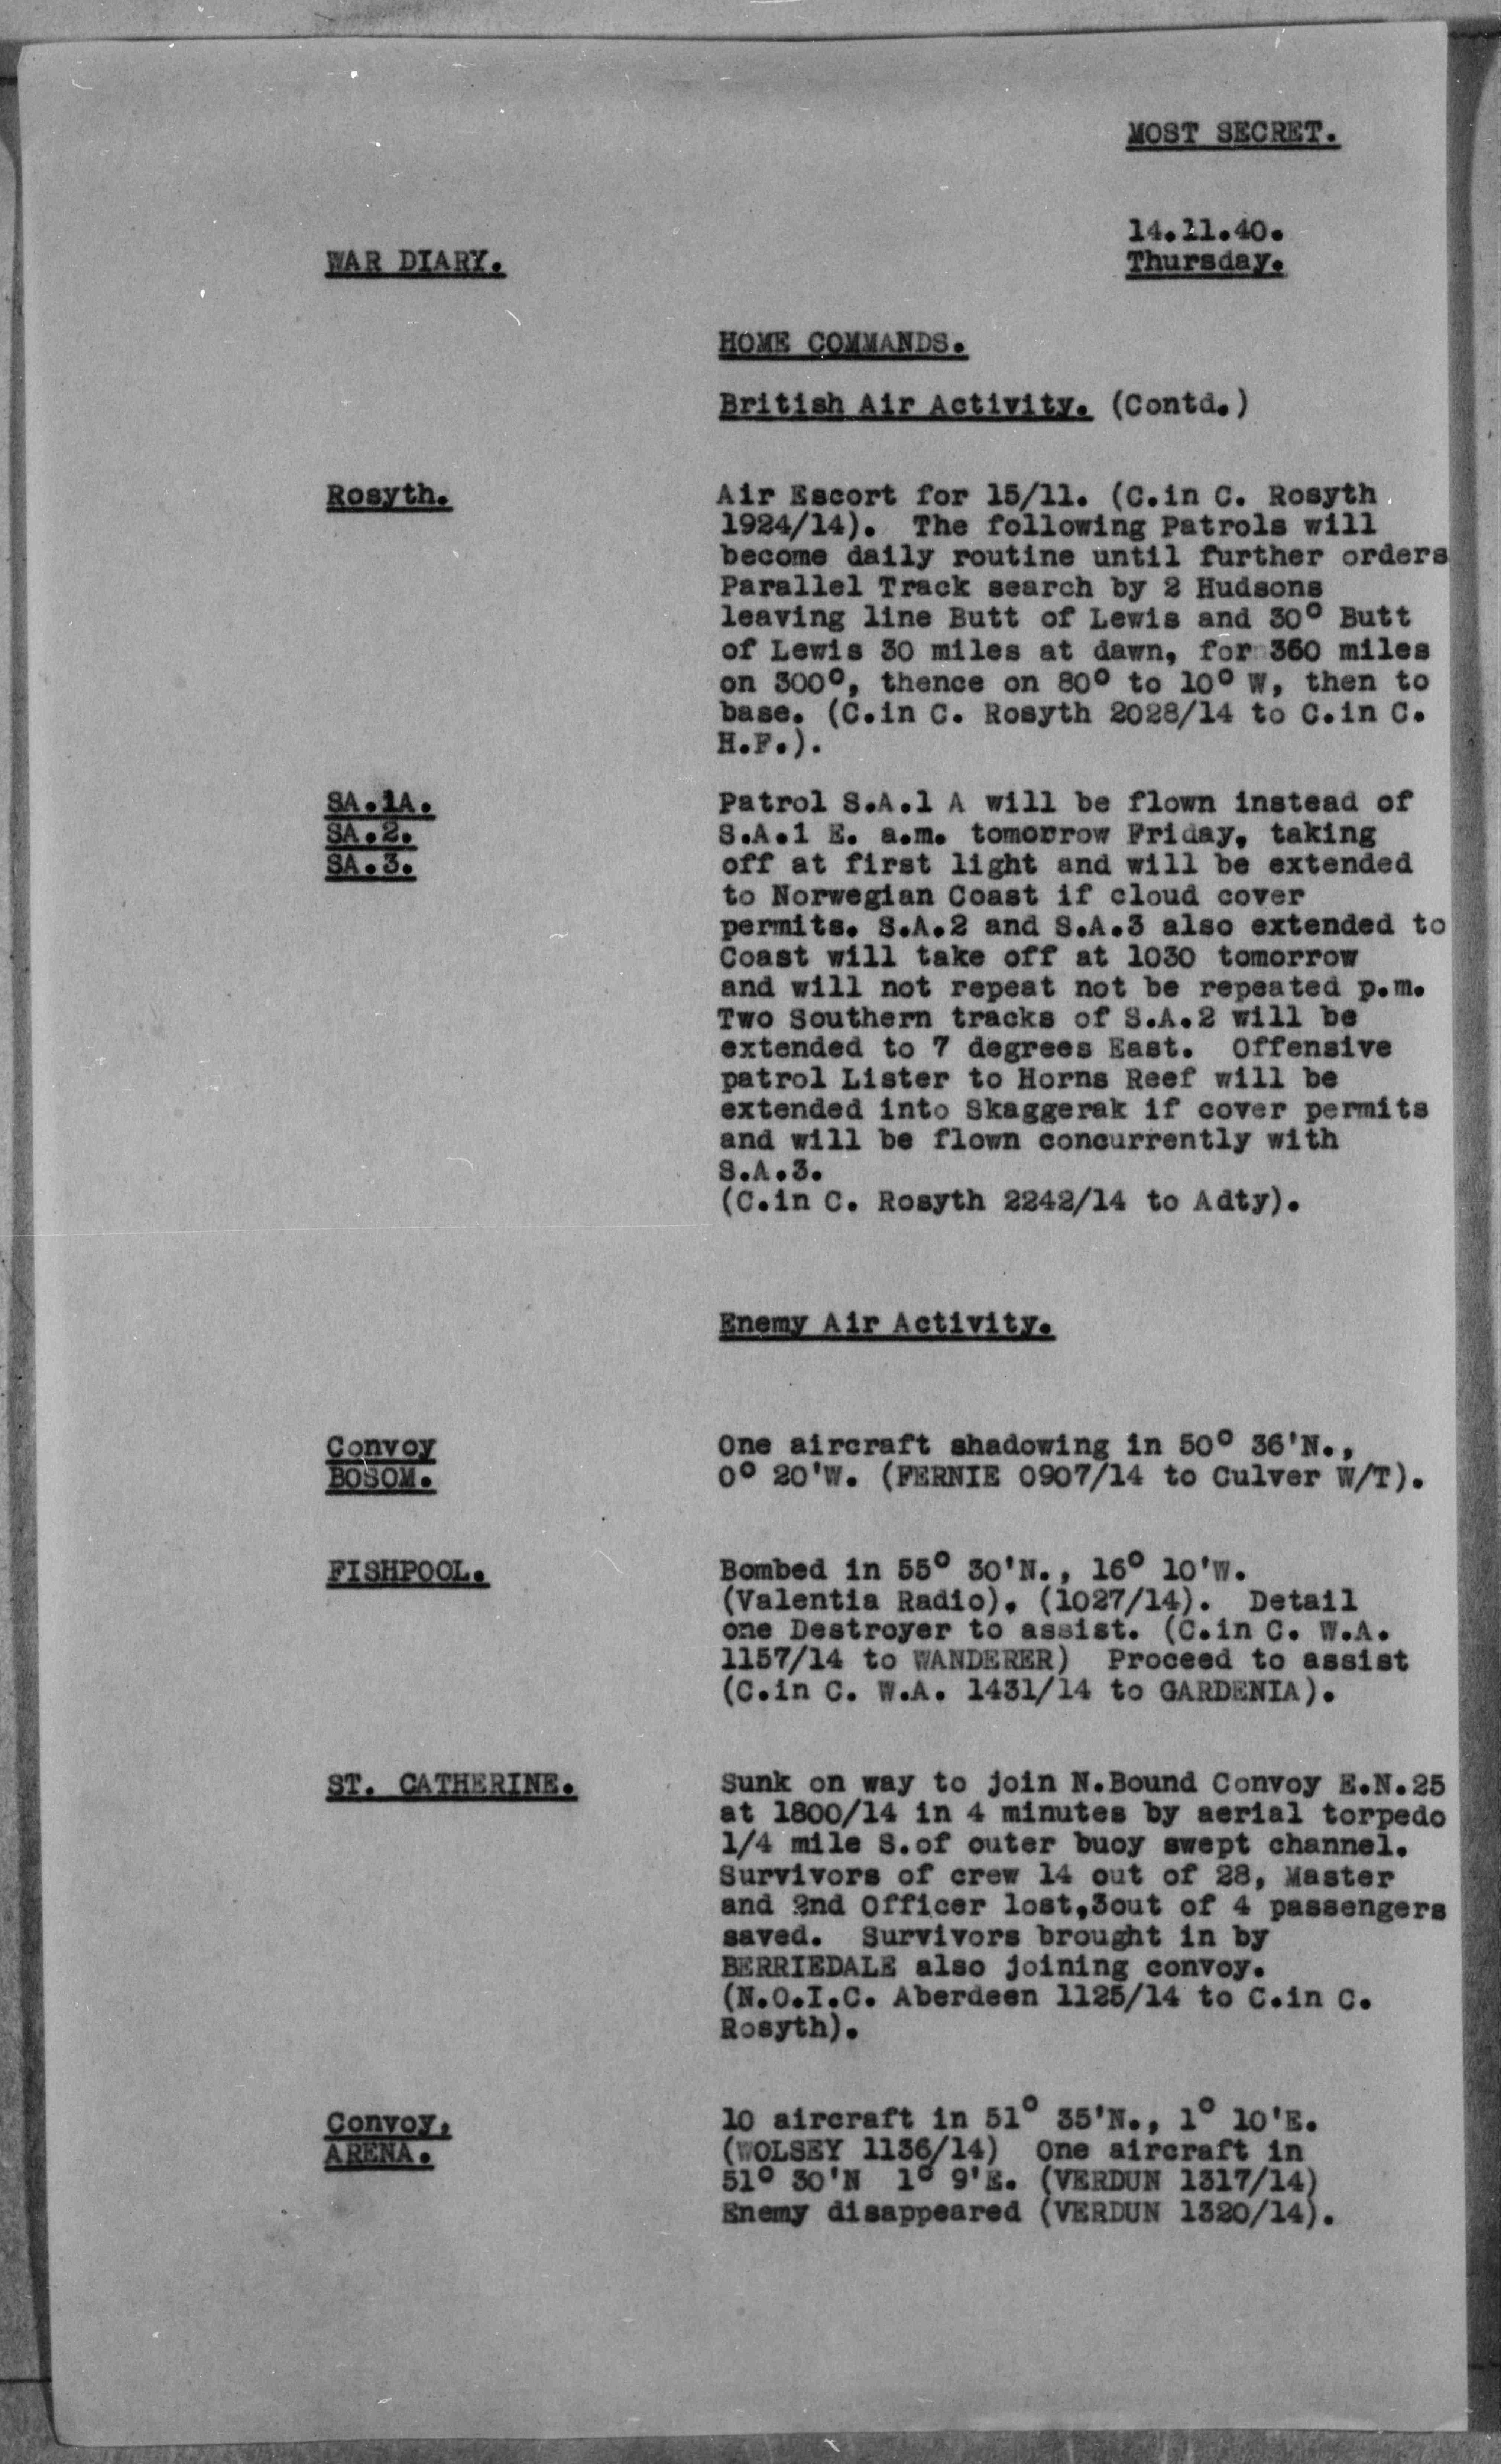 MOST SECRET.
14.11.40.
WAR DIARY.
Thursday.
HOME COMMANDS.
British Air Activity. (Contd.)
Rosyth.
Air Escort for 15/11. (C.in C. Rosyth
1924/14). The following Patrols will
become daily routine until further orders
Parallel Track search by 2 Hudsons
leaving line Butt of Lewis and 30° Butt
of Lewis 30 miles at dawn, for 360 miles
on 300°, thence on 80° to 10° W, then to
base. (C.in C. Rosyth 2028/14 to C.in C.
H.F.).
SA.1A.
SA.2.
SA.3.
Patrol S.A.1 A will be flown instead of
S.A.1 E. a.m. tomorrow Friday, taking
off at first light and will be extended
to Norwegian Coast if cloud cover
permits. S.A.2 and S.A.3 also extended to
Coast will take off at 1030 tomorrow
and will not repeat not be repeated p.m.
Two Southern tracks of S.A.2 will be
extended to 7 degrees East. Offensive
patrol Lister to Horns Reef will be
extended into Skaggerak if cover permits
and will be flown concurrently with
S.A.3.
(C.in C. Rosyth 2242/14 to Adty).
Enemy Air Activity.
Convoy
BOSOM.
One aircraft shadowing in 50° 36'N.,
0° 20'W. (FERNIE 0907/14 to Culver W/T).
FISHPOOL.
Bombed in 55° 30'N., 16° 10'W.
(Valentia Radio), (1027/14). Detail
one Destroyer to assist. (C.in C. W.A.
1157/14 to WANDERER) Proceed to assist
(C.in C. W.A. 1431/14 to GARDENIA).
ST. CATHERINE.
Sunk on way to join N.Bound Convoy E.N.25
at 1800/14 in 4 minutes by aerial torpedo
1/4 mile S.of outer buoy swept channel.
Survivors of crew 14 out of 28, Master
and 2nd Officer lost,3out of 4 passengers
saved. Survivors brought in by
BERRIEDALE also joining convoy.
(N.O.I.C. Aberdeen 1125/14 to C.in C.
Rosyth).
Convoy,
ARENA.
10 aircraft in 51° 35'N., 1° 10'E.
(WOLSEY 1136/14) One aircraft in
51° 30'N 1° 9'E. (VERDUN 1317/14)
Enemy disappeared (VERDUN 1320/14).